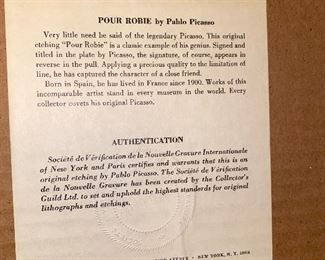 POUR ROBIE by Pablo Picasso
Very little need be said of the legendary Picasso. This original
etching "Pour Robie" is a classic example of his genius. Signed and
titled in the plate by Picasso, the signature, of course, appears in
reverse in the pull. Applying a precious quality to the limitation of
line, he has captured the character of a close friend.
Born in Spain, he has lived in France since 1900. Works of this
incomparable artist stand in every museum in the world. Every
collector covets his original Picasso.
AUTHENTICATION
Société de Vérification de la Nouvelle Gravure Internationale
of New York and Paris certifies and warrants that this is an
original etching by Pablo Picasso. The Société de Vérification
de la Nouvelle Gravure has been created by the Collector's
Guild Ltd. to set and uphold the highest standards for original
lithographs and etchings.
NEW YORK, N. Y.